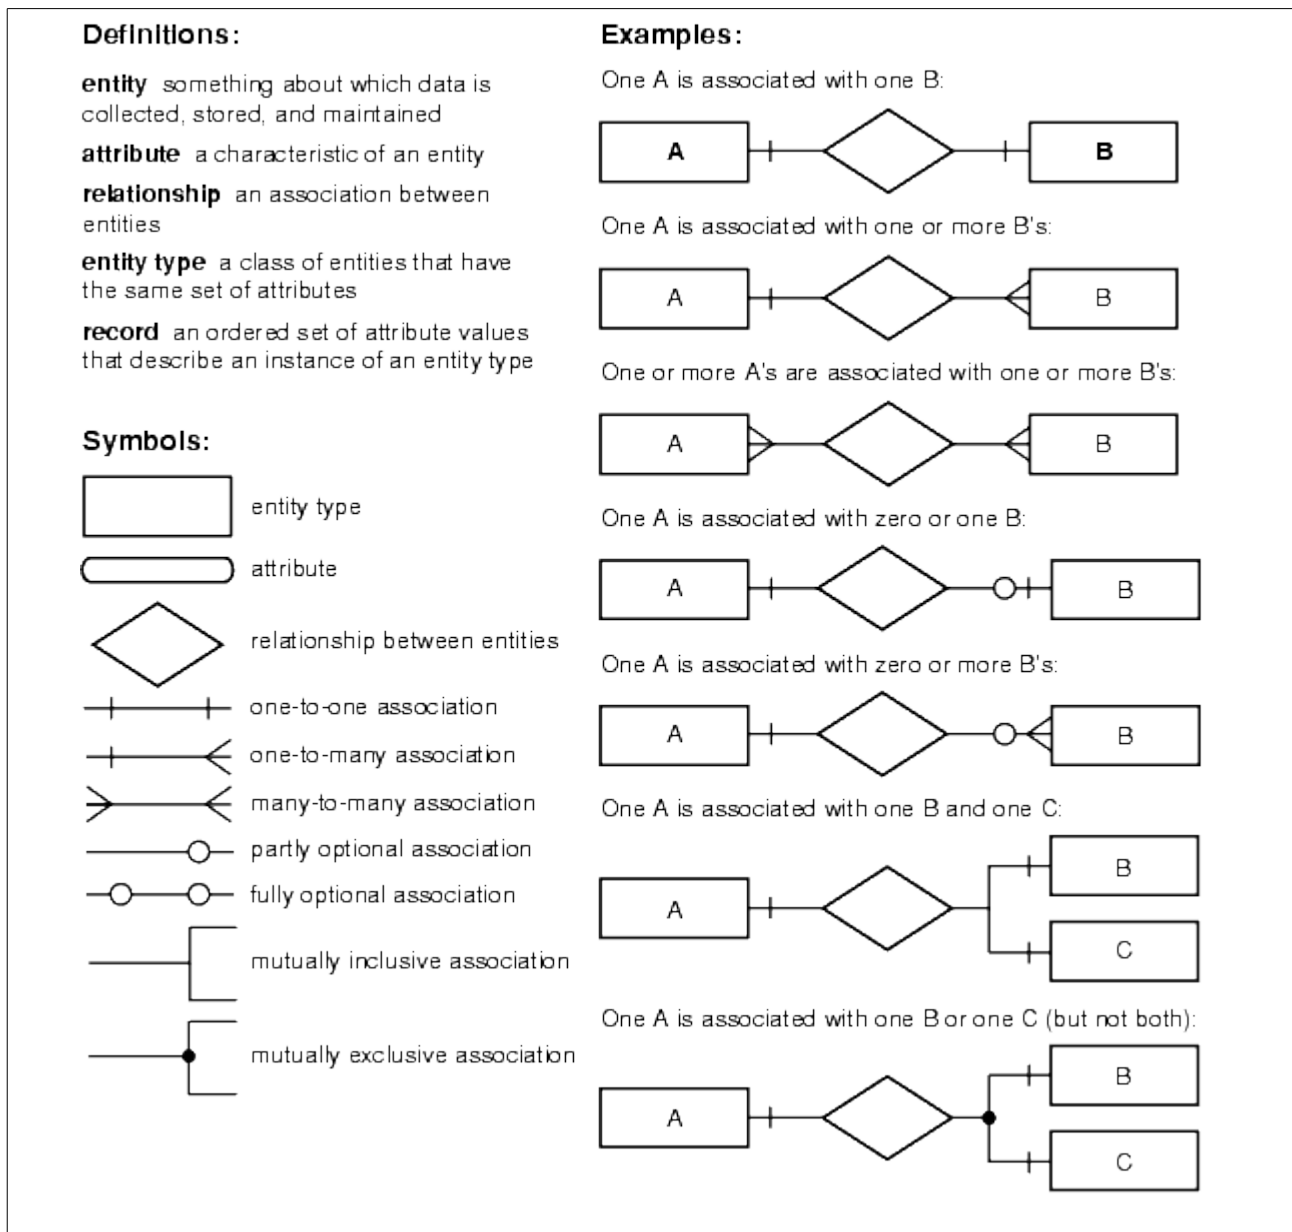 Definitions:
entity something about which data is
collected, stored, and maintained
attribute a characteristic of an entity
relationship an association between
entities
entity type a class of entities that have
the same set of attributes
record an ordered set of attribute values
that describe an instance of an entity type
Symbols:
entity type
attribute
relationship between entities
one-to-one association
one-to-many association
many-to-many association
partly optional association
fully optional association
mutually inclusive association
mutually exclusive association
Examples:
One A is associated with one B:
A B
One A is associated with one or more B's:
A B
One or more A's are associated with one or more B's:
A B
One A is associated with zero or one B:
A B
One A is associated with zero or more B's:
A B
One A is associated with one B and one C:
B
A
C
One A is associated with one B or one C (but not both):
B
A
C